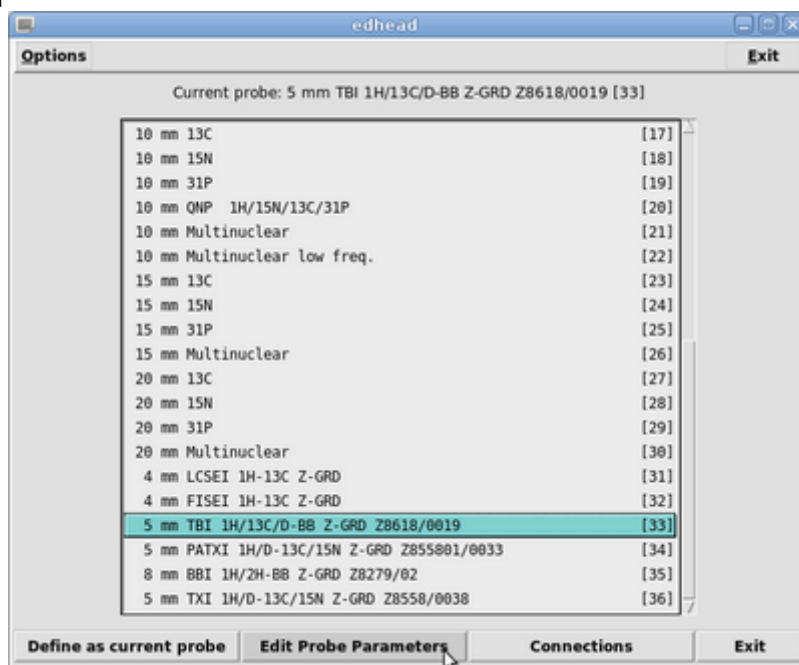 edhead
Options Exit
Current probe: 5 mm TBI 1H/13C/D-BB Z-GRD Z8618/0019 [33]
10 mm 13C [17]
10 mm 15N [18]
10 mm 31P [19]
10 mm QNP 1H/15N/13C/31P [20]
10 mm Multinuclear [21]
10 mm Multinuclear low freq. [22]
15 mm 13C [23]
15 mm 15N [24]
15 mm 31P [25]
15 mm Multinuclear [26]
20 mm 13C [27]
20 mm 15N [28]
20 mm 31P [29]
20 mm Multinuclear [30]
4 mm LCSEI 1H-13C Z-GRD [31]
4 mm FISEI 1H-13C Z-GRD [32]
5 mm TBI 1H/13C/D-BB Z-GRD Z8618/0019 [33]
5 mm PATXI 1H/D-13C/15N Z-GRD Z855801/0033 [34]
8 mm BBI 1H/2H-BB Z-GRD Z8279/02 [35]
5 mm TXI 1H/D-13C/15N Z-GRD Z8558/0038 [36]
Define as current probe Edit Probe Parameters Connections Exit